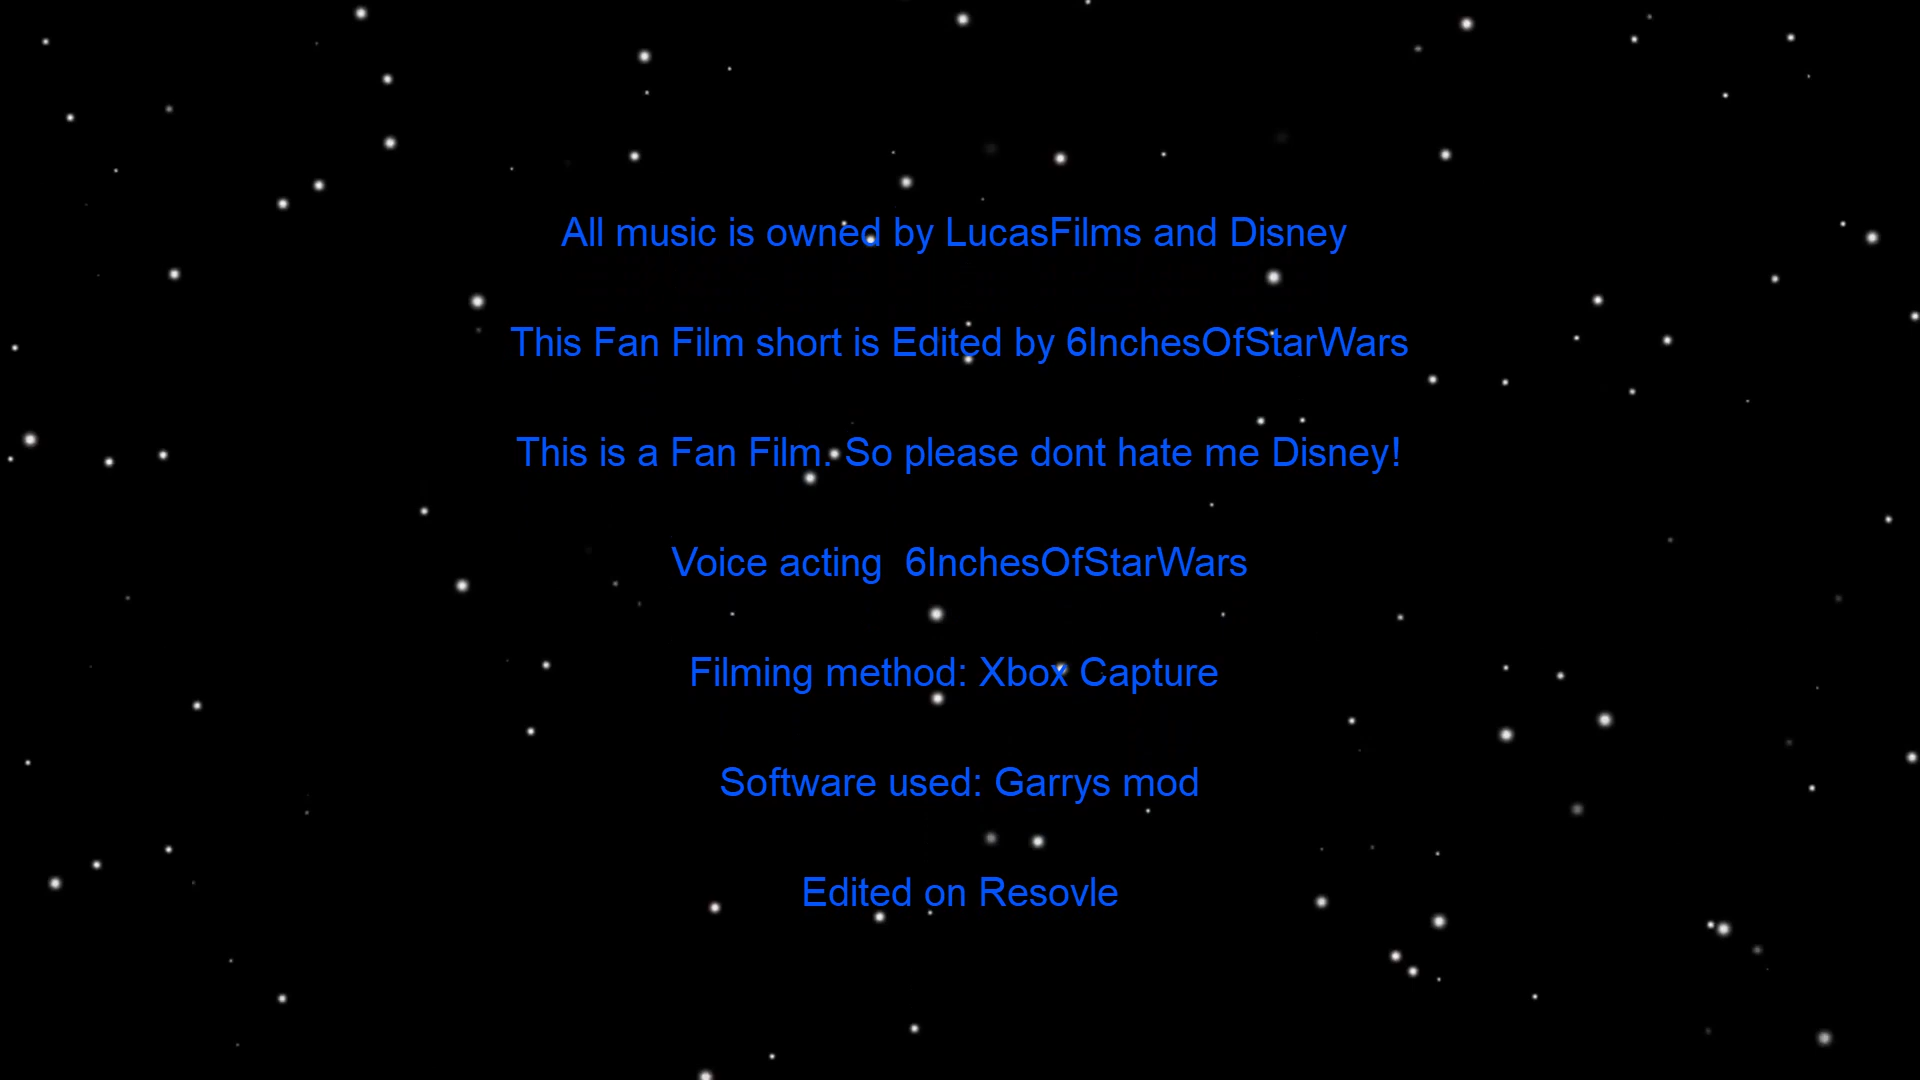 All music is owned by LucasFilms and Disney
This Fan Film short is Edited by 6InchesOfStarWars
This is a Fan Film. So please dont hate me Disney!
Voice acting  6InchesOfStarWars
Filming method: Xbox Capture
Software used: Garrys mod
Edited on Resovle